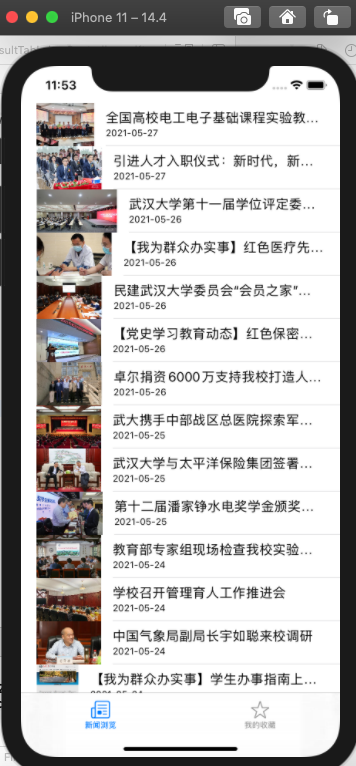 iPhone 11 – 14.4
sultTab
11:53
全国高校电工电子基础课程实验教...
2021-05-27
引进人才入职仪式：新时代，新...
2021-05-27
武汉大学第十一届学位评定委...
2021-05-26
【我为群众办实事】红色医疗先...
2021-05-26
民建武汉大学委员会“会员之家”...
2021-05-26
【党史学习教育动态】红色保密...
2021-05-26
卓尔捐资6000万支持我校打造人...
2021-05-26
武大携手中部战区总医院探索军...
2021-05-25
武汉大学与太平洋保险集团签署...
2021-05-25
第十二届潘家铮水电奖学金颁奖...
2021-05-25
教育部专家组现场检查我校实验...
2021-05-24
学校召开管理育人工作推进会
2021-05-24
中国气象局副局长宇如聪来校调研
2021-05-24
【我为群众办实事】学生办事指南上...
2021-05-24
新闻浏览
我的收藏